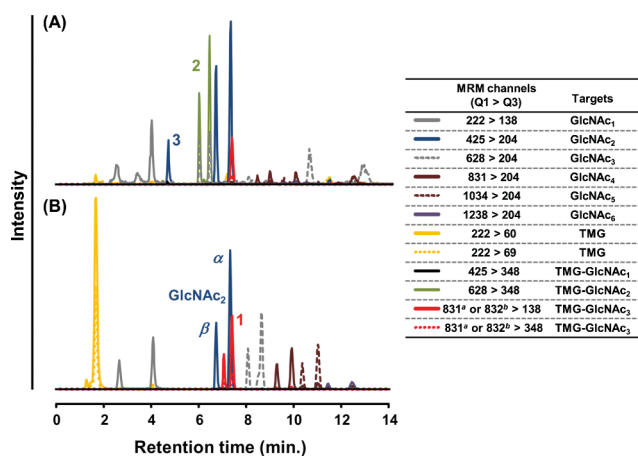 (A)
2
3
(B)
α
GlcNAc₂
β
1
Intensity
0 2 4 6 8 10 12 14
Retention time (min.)
MRM channels (Q1 > Q3) Targets
222 > 138 GlcNAc₁
425 > 204 GlcNAc₂
628 > 204 GlcNAc₃
831 > 204 GlcNAc₄
1034 > 204 GlcNAc₅
1238 > 204 GlcNAc₆
222 > 60 TMG
222 > 69 TMG
425 > 348 TMG-GlcNAc₁
628 > 348 TMG-GlcNAc₂
831ᵃ or 832ᵇ > 138 TMG-GlcNAc₃
831ᵃ or 832ᵇ > 348 TMG-GlcNAc₃